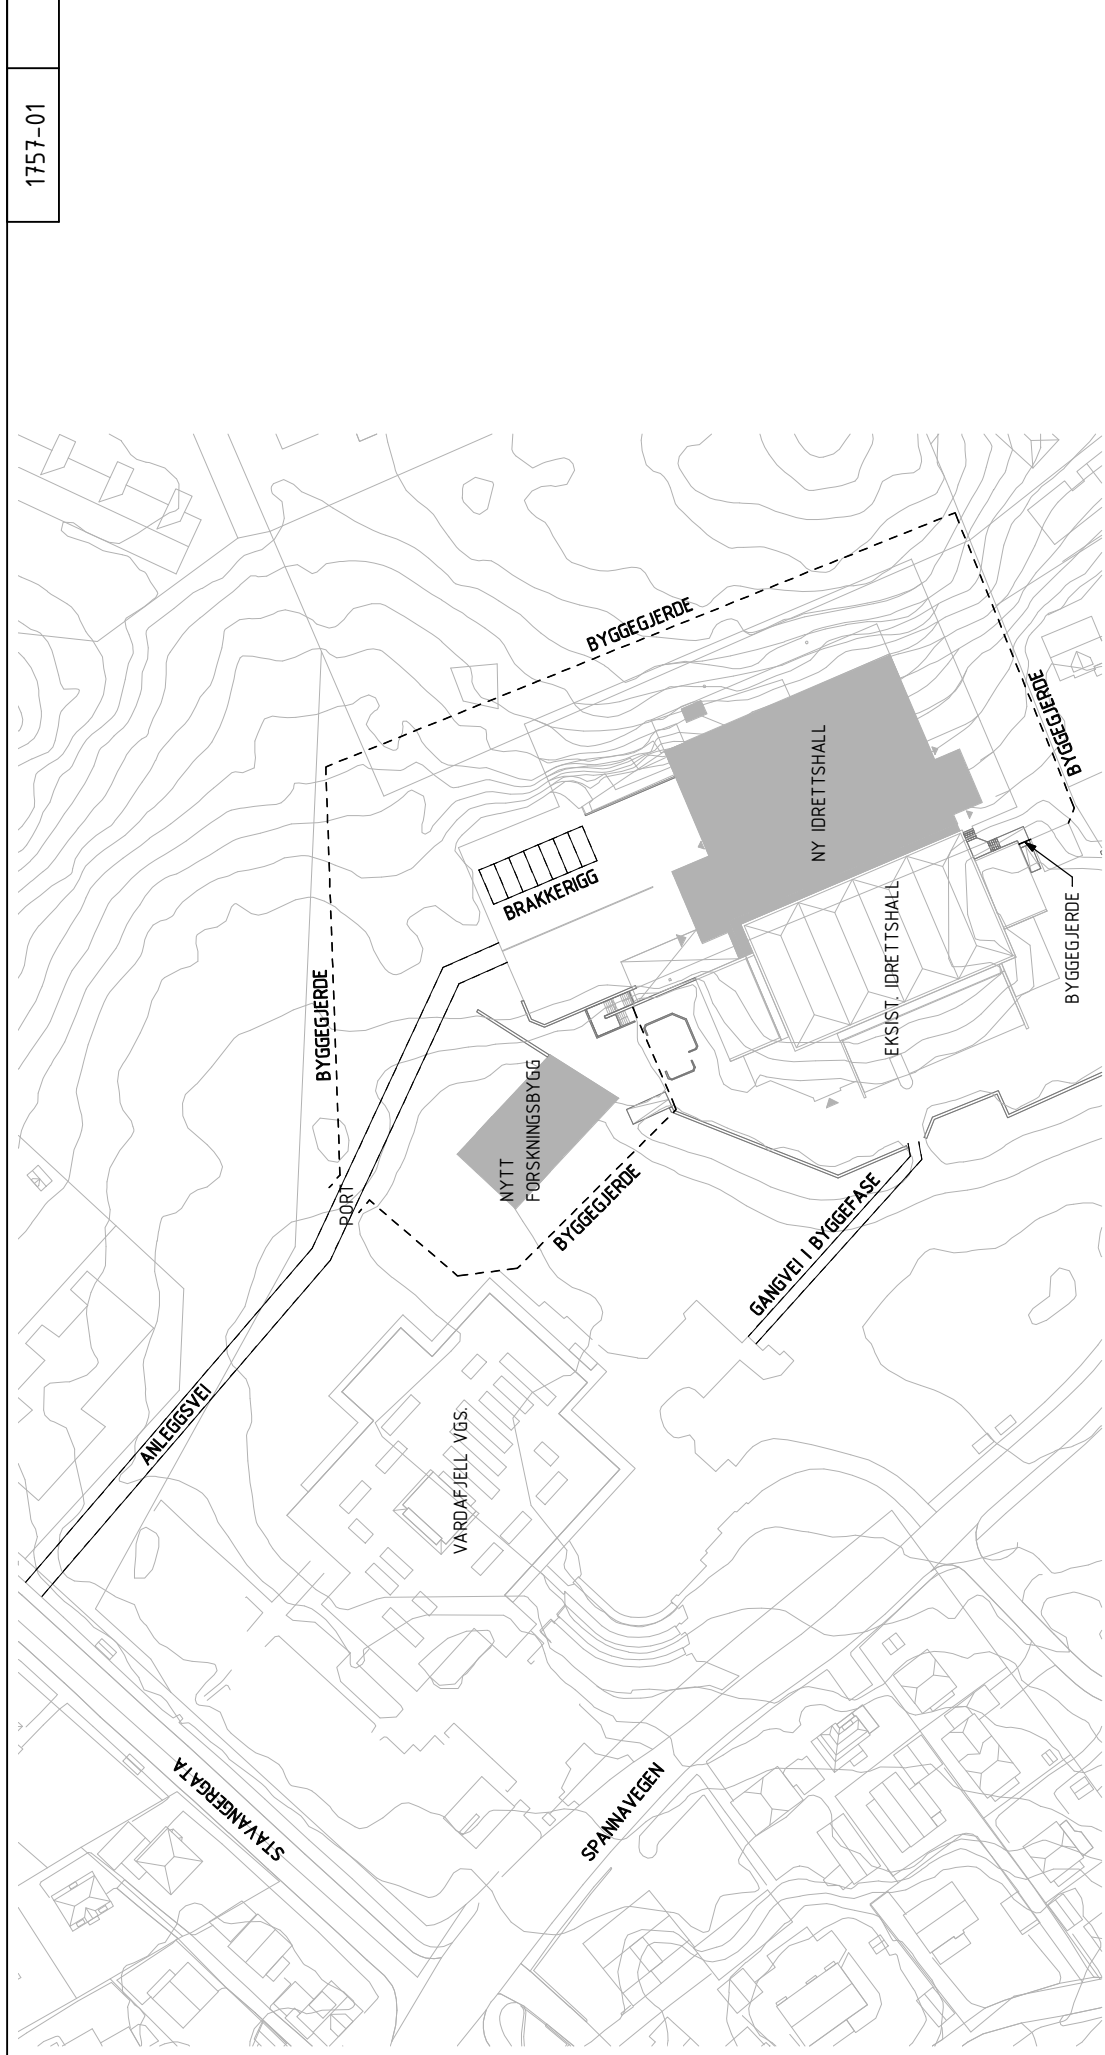 1757-01
BYGGEGJERDE
BYGGEGJERDE
NY IDRETTSHALL
BRAKKERIGG
BYGGEGJERDE
EKSIST. IDRETTSHALL
BYGGEGJERDE
BYGGEGJERDE
NYTT
FORSKNINGSBYGG
PORT
BYGGEGJERDE
GANGVEI I BYGGEFASE
ANLEGGSVEI
VARDAFJELL VGS.
STAVANGERGATA
SPANNAVEGEN